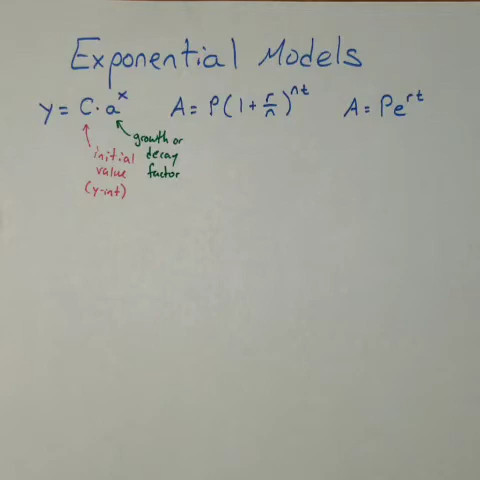 Exponential Models
y = C · a^x  A = P(1 + r/n)^nt  A = Pe^rt
initial value (y-int)
growth or decay factor